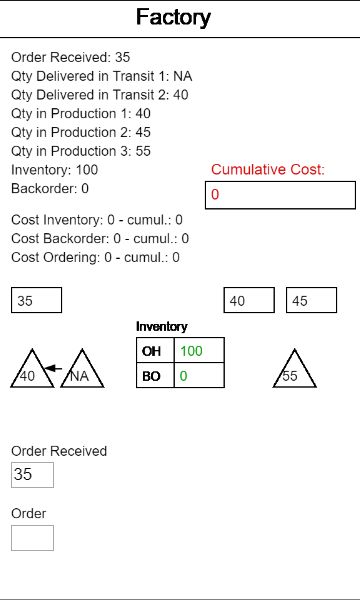 Factory
Order Received: 35
Qty Delivered in Transit 1: NA
Qty Delivered in Transit 2: 40
Qty in Production 1: 40
Qty in Production 2: 45
Qty in Production 3: 55
Inventory: 100
Cumulative Cost:
Backorder: 0
0
Cost Inventory: 0 - cumul.: 0
Cost Backorder: 0 - cumul.: 0
Cost Ordering: 0 - cumul.: 0
35 40 45
Inventory
OH 100
40 NA BO 0 55
Order Received
35
Order